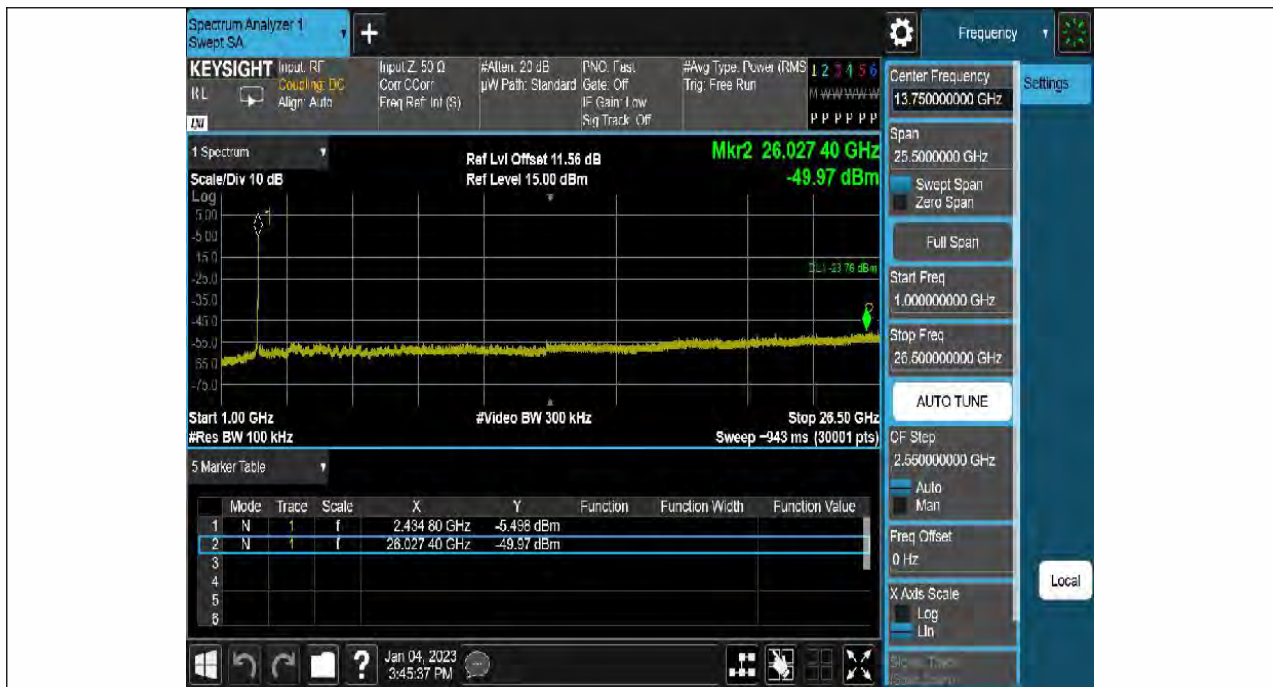 Spectrum Analyzer 1
Swept SA
+
Frequency
KEYSIGHT
RL
LXI
Input: RF
Coupling: DC
Align: Auto
Input Z: 50 Ω
Corr CCorr
Freq Ref: Int (S)
#Atten: 20 dB
µW Path: Standard
PNO: Fast
Gate: Off
IF Gain: Low
Sig Track: Off
#Avg Type: Power (RMS
Trig: Free Run
1 2 3 4 5 6
M W W W W W
P P P P P P
1 Spectrum
Scale/Div 10 dB
Ref Lvl Offset 11.56 dB
Ref Level 15.00 dBm
Mkr2 26.027 40 GHz
-49.97 dBm
Log
5.00
-5.00
-15.0
-25.0
-35.0
-45.0
-55.0
-65.0
-75.0
1
DL1 -23.76 dBm
2
Start 1.00 GHz
#Res BW 100 kHz
#Video BW 300 kHz
Stop 26.50 GHz
Sweep ~943 ms (30001 pts)
5 Marker Table
Mode Trace Scale X Y Function Function Width Function Value
1 N 1 f 2.434 80 GHz -5.498 dBm
2 N 1 f 26.027 40 GHz -49.97 dBm
3
4
5
6
?
Jan 04, 2023
3:45:37 PM
Center Frequency
13.750000000 GHz
Settings
Span
25.5000000 GHz
Swept Span
Zero Span
Full Span
Start Freq
1.000000000 GHz
Stop Freq
26.500000000 GHz
AUTO TUNE
CF Step
2.550000000 GHz
Auto
Man
Freq Offset
0 Hz
X Axis Scale
Log
Lin
Local